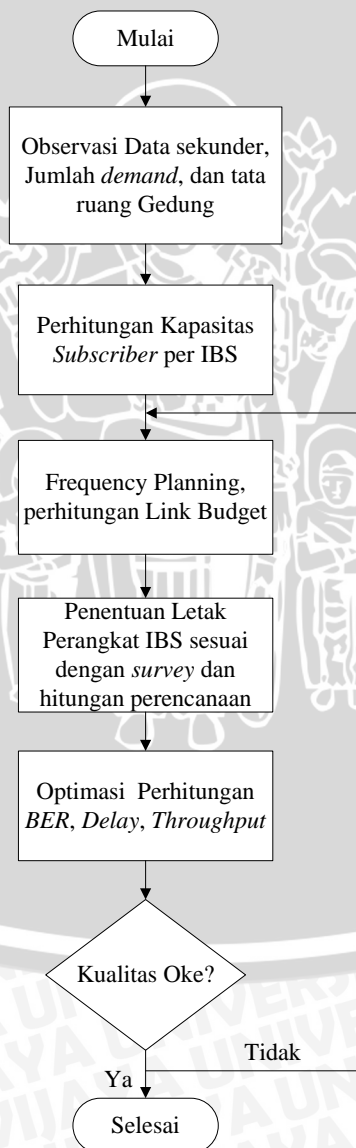 Mulai
Observasi Data sekunder,
Jumlah demand, dan tata
ruang Gedung
Perhitungan Kapasitas
Subscriber per IBS
Frequency Planning,
perhitungan Link Budget
Penentuan Letak
Perangkat IBS sesuai
dengan survey dan
hitungan perencanaan
Optimasi Perhitungan
BER, Delay, Throughput
Kualitas Oke?
Tidak
Ya
Selesai